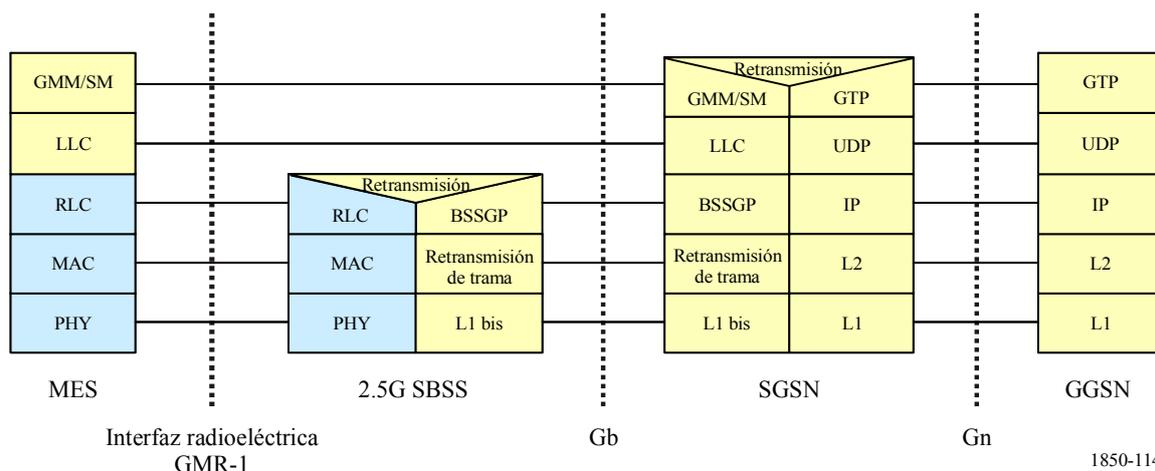 GMM/SM
LLC
RLC
MAC
PHY
MES
Interfaz radioeléctrica
GMR-1
Retransmisión
RLC
BSSGP
MAC
Retransmisión
de trama
PHY
L1 bis
2.5G SBSS
Gb
Retransmisión
GMM/SM
GTP
LLC
UDP
BSSGP
IP
Retransmisión
de trama
L2
L1 bis
L1
SGSN
Gn
GTP
UDP
IP
L2
L1
GGSN
1850-114